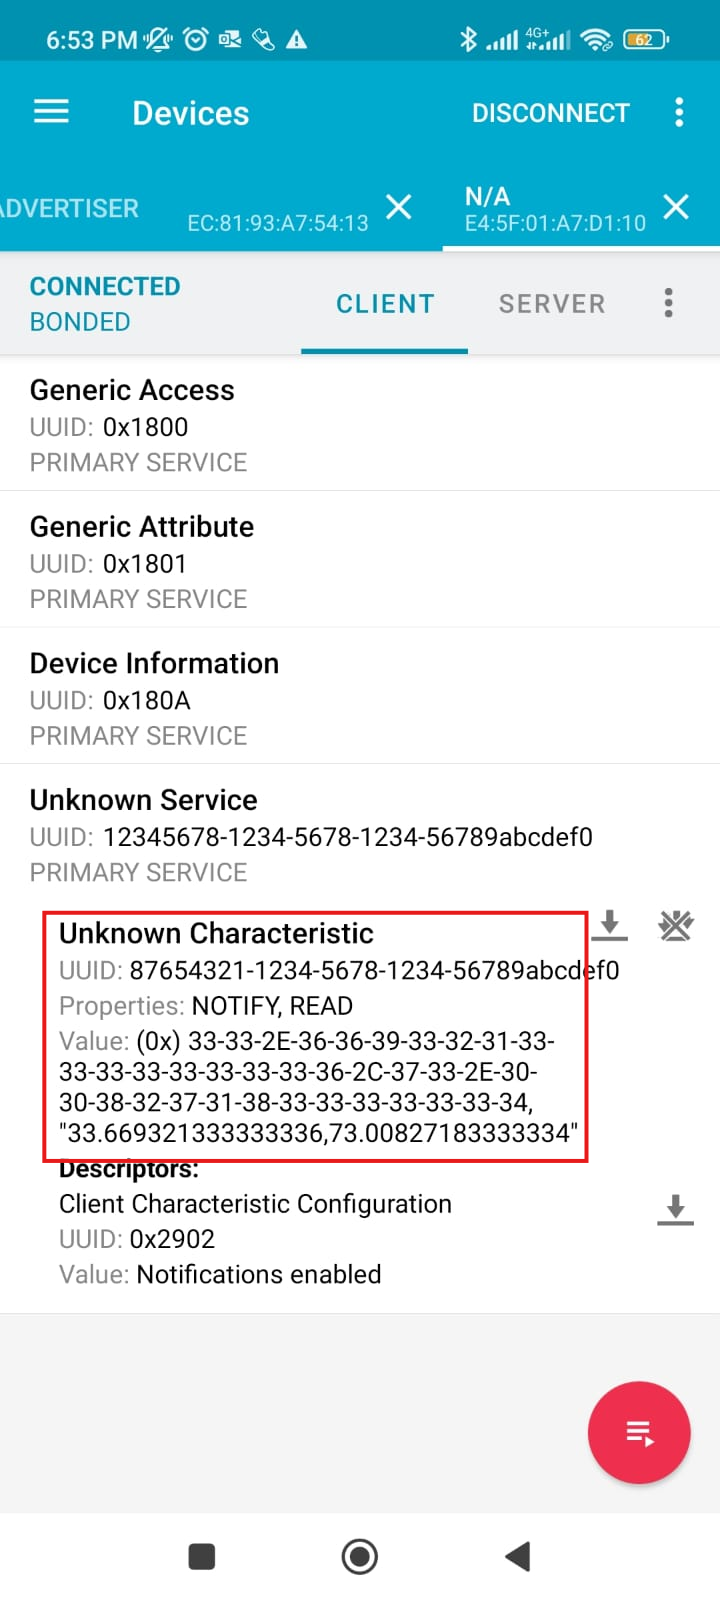 6:53 PM
4G+
62
Devices
DISCONNECT
ADVERTISER
EC:81:93:A7:54:13
N/A
E4:5F:01:A7:D1:10
CONNECTED
BONDED
CLIENT
SERVER
Generic Access
UUID: 0x1800
PRIMARY SERVICE
Generic Attribute
UUID: 0x1801
PRIMARY SERVICE
Device Information
UUID: 0x180A
PRIMARY SERVICE
Unknown Service
UUID: 12345678-1234-5678-1234-56789abcdef0
PRIMARY SERVICE
Unknown Characteristic
UUID: 87654321-1234-5678-1234-56789abcdef0
Properties: NOTIFY, READ
Value: (0x) 33-33-2E-36-36-39-33-32-31-33-
33-33-33-33-33-33-33-36-2C-37-33-2E-30-
30-38-32-37-31-38-33-33-33-33-33-33-34,
"33.669321333333336,73.00827183333334"
Descriptors:
Client Characteristic Configuration
UUID: 0x2902
Value: Notifications enabled